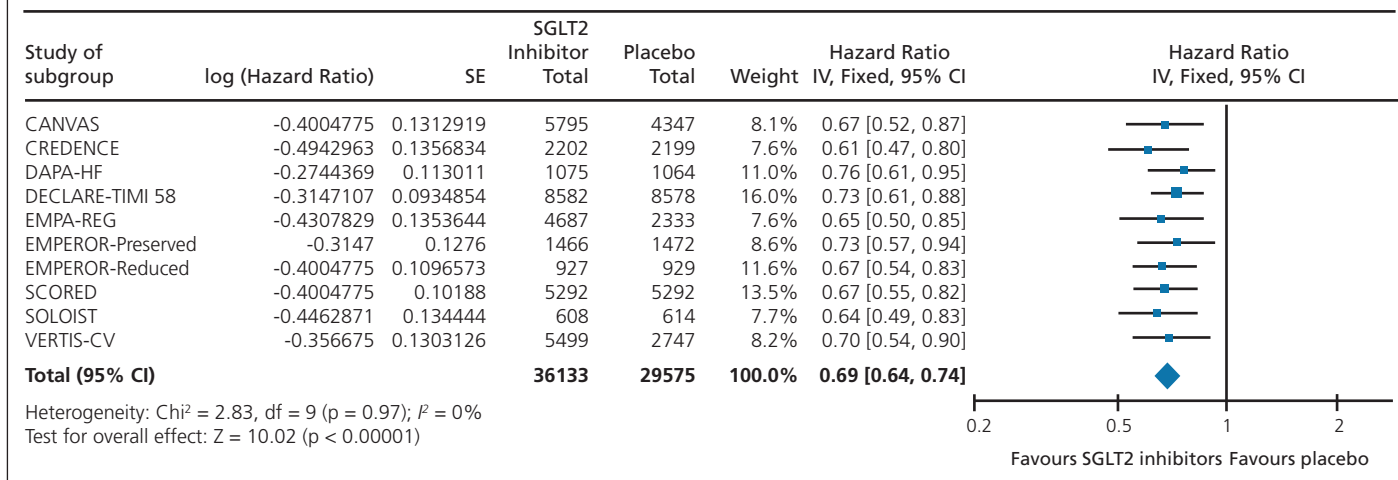 Study of subgroup log (Hazard Ratio) SE SGLT2 Inhibitor Total Placebo Total Weight Hazard Ratio IV, Fixed, 95% CI Hazard Ratio IV, Fixed, 95% CI
CANVAS -0.4004775 0.1312919 5795 4347 8.1% 0.67 [0.52, 0.87]
CREDENCE -0.4942963 0.1356834 2202 2199 7.6% 0.61 [0.47, 0.80]
DAPA-HF -0.2744369 0.113011 1075 1064 11.0% 0.76 [0.61, 0.95]
DECLARE-TIMI 58 -0.3147107 0.0934854 8582 8578 16.0% 0.73 [0.61, 0.88]
EMPA-REG -0.4307829 0.1353644 4687 2333 7.6% 0.65 [0.50, 0.85]
EMPEROR-Preserved -0.3147 0.1276 1466 1472 8.6% 0.73 [0.57, 0.94]
EMPEROR-Reduced -0.4004775 0.1096573 927 929 11.6% 0.67 [0.54, 0.83]
SCORED -0.4004775 0.10188 5292 5292 13.5% 0.67 [0.55, 0.82]
SOLOIST -0.4462871 0.134444 608 614 7.7% 0.64 [0.49, 0.83]
VERTIS-CV -0.356675 0.1303126 5499 2747 8.2% 0.70 [0.54, 0.90]
Total (95% CI) 36133 29575 100.0% 0.69 [0.64, 0.74]
Heterogeneity: Chi² = 2.83, df = 9 (p = 0.97); I² = 0%
Test for overall effect: Z = 10.02 (p < 0.00001)
0.2 0.5 1 2
Favours SGLT2 inhibitors Favours placebo